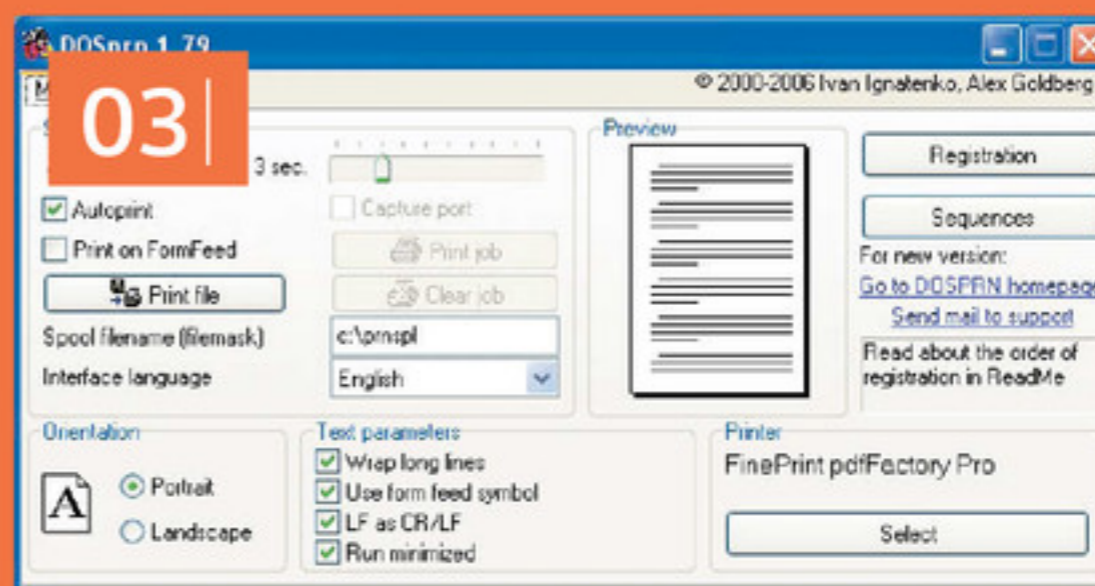 DOSprn 1.79
03
© 2000-2006 Ivan Ignatenko, Alex Goldberg
3 sec.
Autoprint
Capture port
Print on FormFeed
Print job
Print file
Clear job
Spool filename (filemask)
c:\prnspl
Interface language
English
Preview
Registration
Sequences
For new version:
Go to DOSPRN homepage
Send mail to support
Read about the order of
registration in ReadMe
Orientation
A
Portrait
Landscape
Text parameters
Wrap long lines
Use form feed symbol
LF as CR/LF
Run minimized
Printer
FinePrint pdfFactory Pro
Select